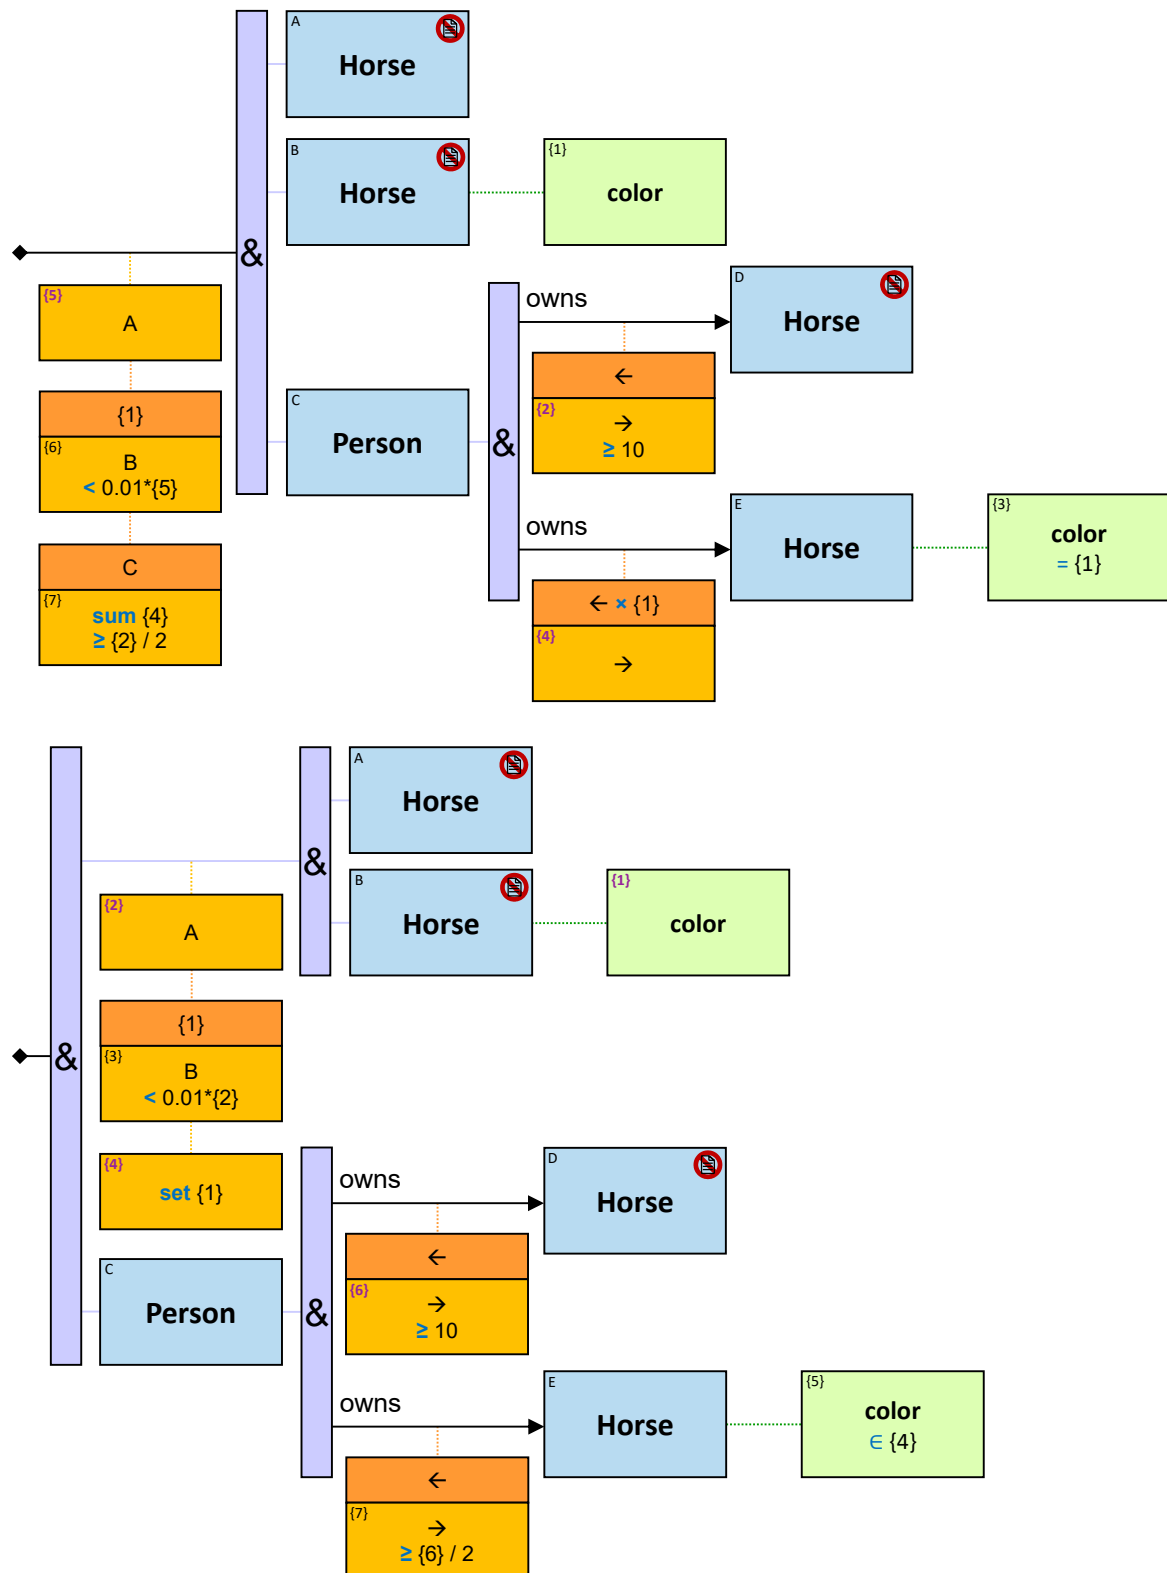 A
Horse
B
Horse
{1}
color
&
{5}
A
{1}
{6}
B
< 0.01*{5}
C
{7}
sum {4}
≥ {2} / 2
C
Person
&
owns
D
Horse
←
{2}
→
≥ 10
owns
E
Horse
{3}
color
= {1}
← × {1}
{4}
→
A
Horse
&
B
Horse
{1}
color
{2}
A
{1}
{3}
B
< 0.01*{2}
&
{4}
set {1}
C
Person
&
owns
D
Horse
←
{6}
→
≥ 10
owns
E
Horse
{5}
color
∈ {4}
←
{7}
→
≥ {6} / 2